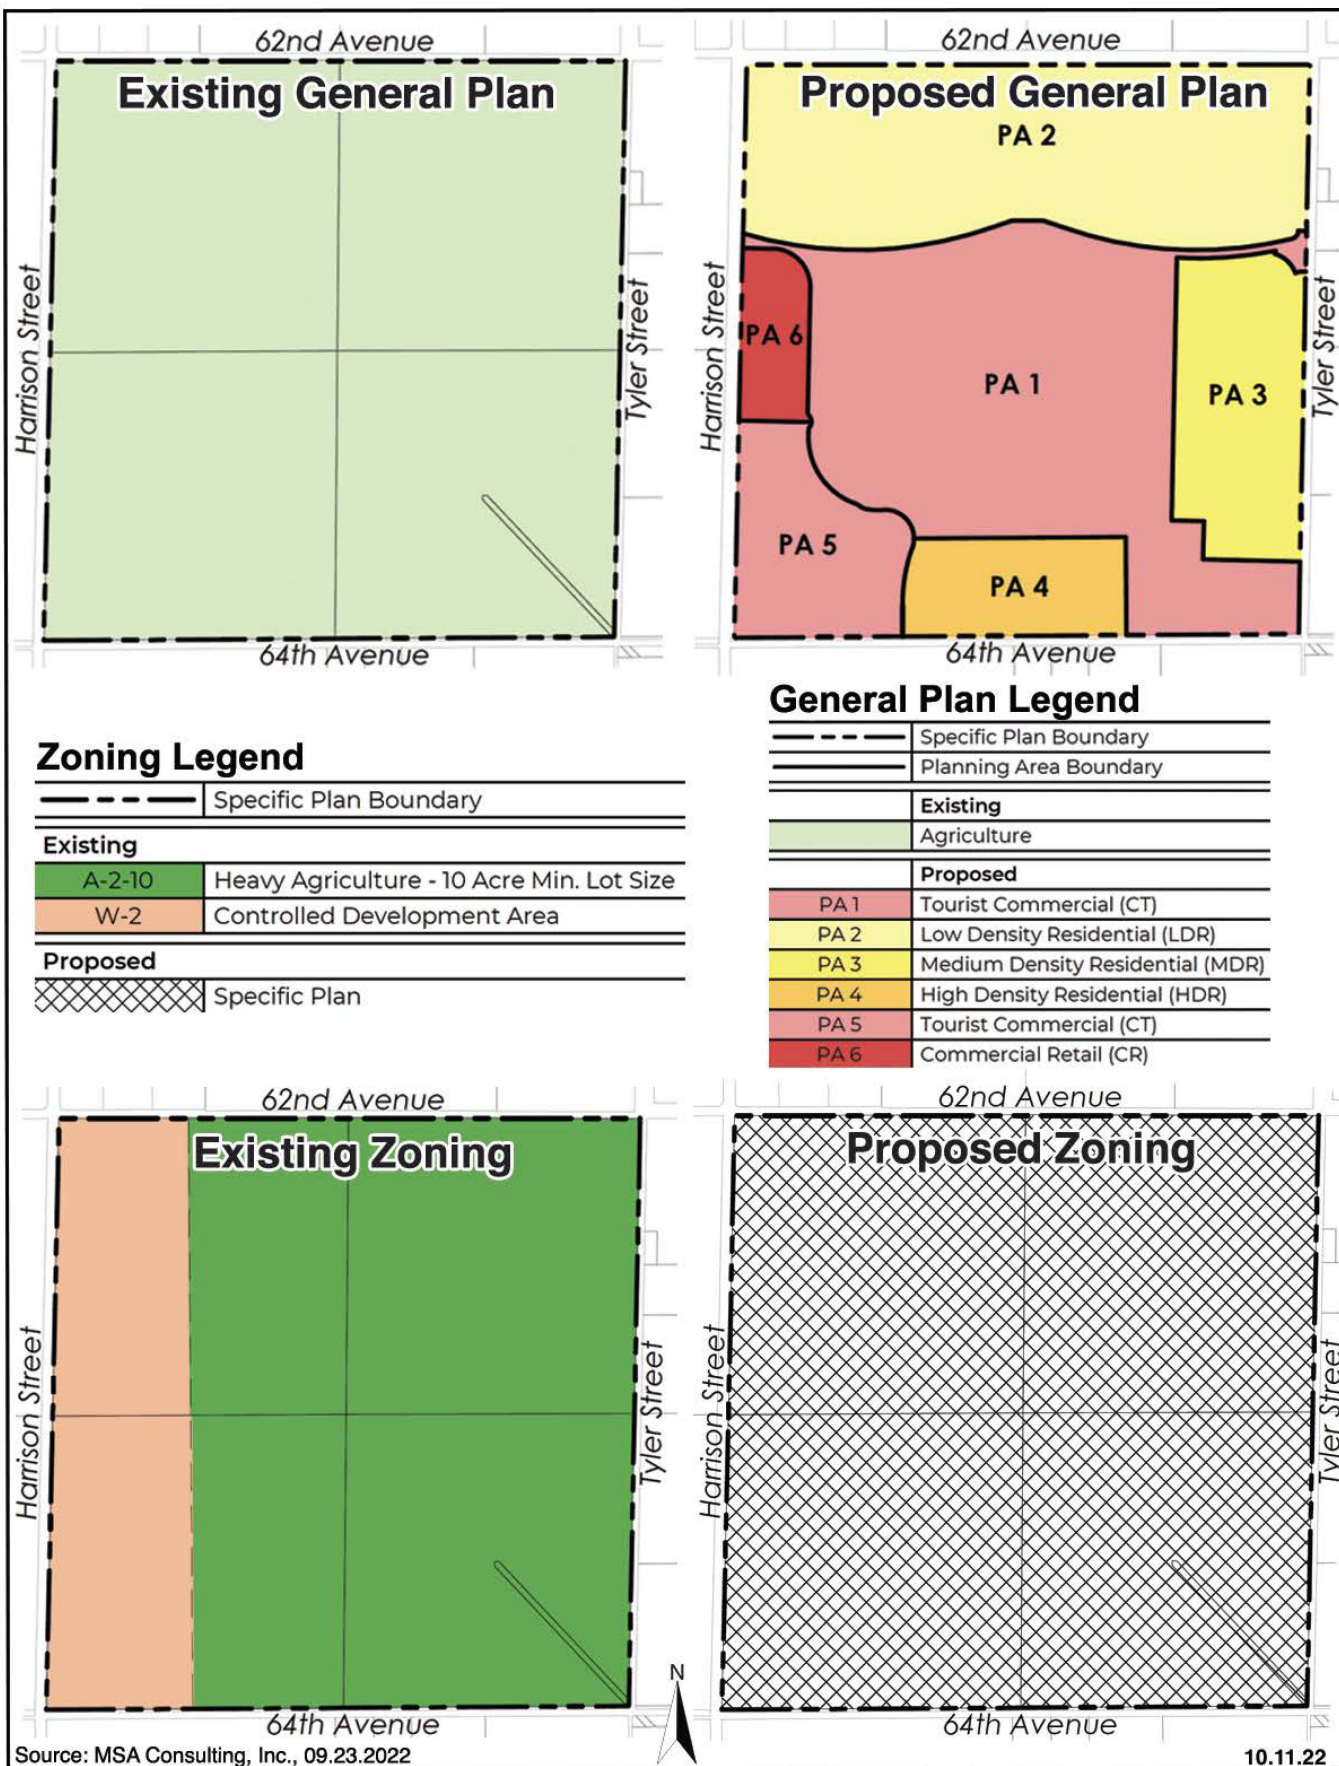 62nd Avenue
Existing General Plan
Harrison Street
Tyler Street
64th Avenue
62nd Avenue
Proposed General Plan
PA 2
Harrison Street
PA 6
PA 1
PA 3
Tyler Street
PA 5
PA 4
64th Avenue
Zoning Legend
Specific Plan Boundary
Existing
A-2-10 Heavy Agriculture - 10 Acre Min. Lot Size
W-2 Controlled Development Area
Proposed
Specific Plan
General Plan Legend
Specific Plan Boundary
Planning Area Boundary
Existing
Agriculture
Proposed
PA 1 Tourist Commercial (CT)
PA 2 Low Density Residential (LDR)
PA 3 Medium Density Residential (MDR)
PA 4 High Density Residential (HDR)
PA 5 Tourist Commercial (CT)
PA 6 Commercial Retail (CR)
62nd Avenue
Existing Zoning
Harrison Street
Tyler Street
64th Avenue
62nd Avenue
Proposed Zoning
Harrison Street
Tyler Street
64th Avenue
N
Source: MSA Consulting, Inc., 09.23.2022
10.11.22